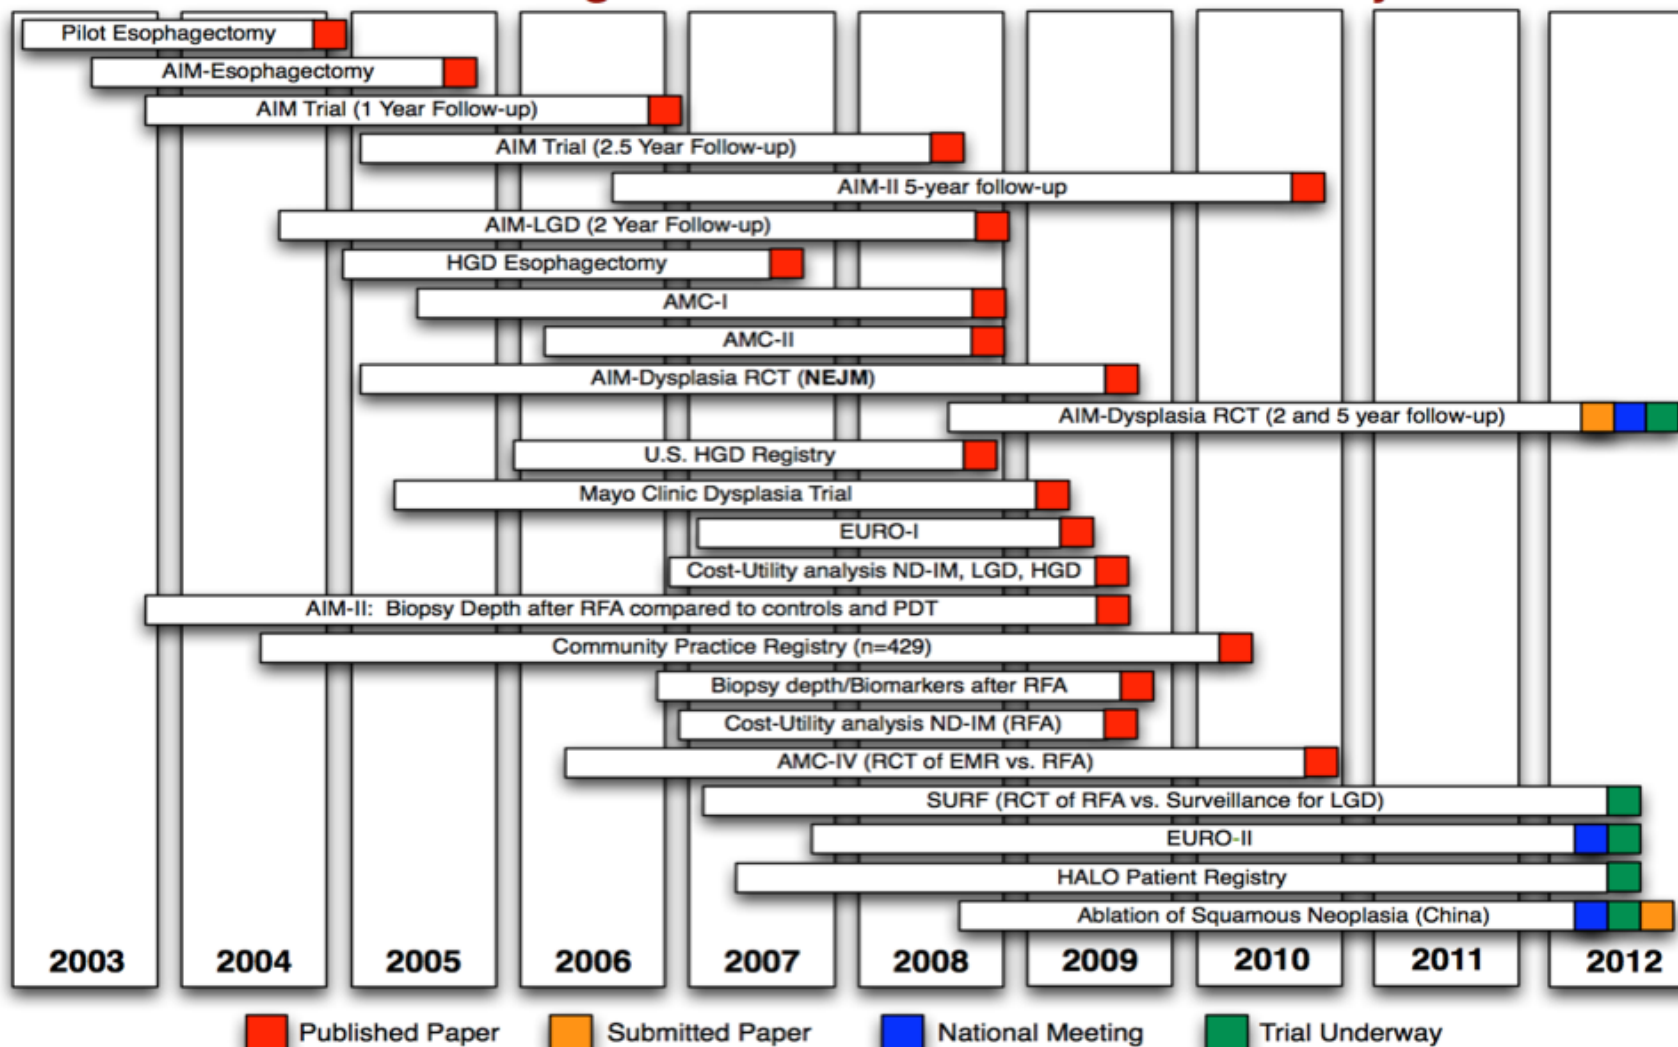 Pilot Esophagectomy
AIM-Esophagectomy
AIM Trial (1 Year Follow-up)
AIM Trial (2.5 Year Follow-up)
AIM-II 5-year follow-up
AIM-LGD (2 Year Follow-up)
HGD Esophagectomy
AMC-I
AMC-II
AIM-Dysplasia RCT (NEJM)
AIM-Dysplasia RCT (2 and 5 year follow-up)
U.S. HGD Registry
Mayo Clinic Dysplasia Trial
EURO-I
Cost-Utility analysis ND-IM, LGD, HGD
AIM-II: Biopsy Depth after RFA compared to controls and PDT
Community Practice Registry (n=429)
Biopsy depth/Biomarkers after RFA
Cost-Utility analysis ND-IM (RFA)
AMC-IV (RCT of EMR vs. RFA)
SURF (RCT of RFA vs. Surveillance for LGD)
EURO-II
HALO Patient Registry
Ablation of Squamous Neoplasia (China)
2003 2004 2005 2006 2007 2008 2009 2010 2011 2012
Published Paper Submitted Paper National Meeting Trial Underway